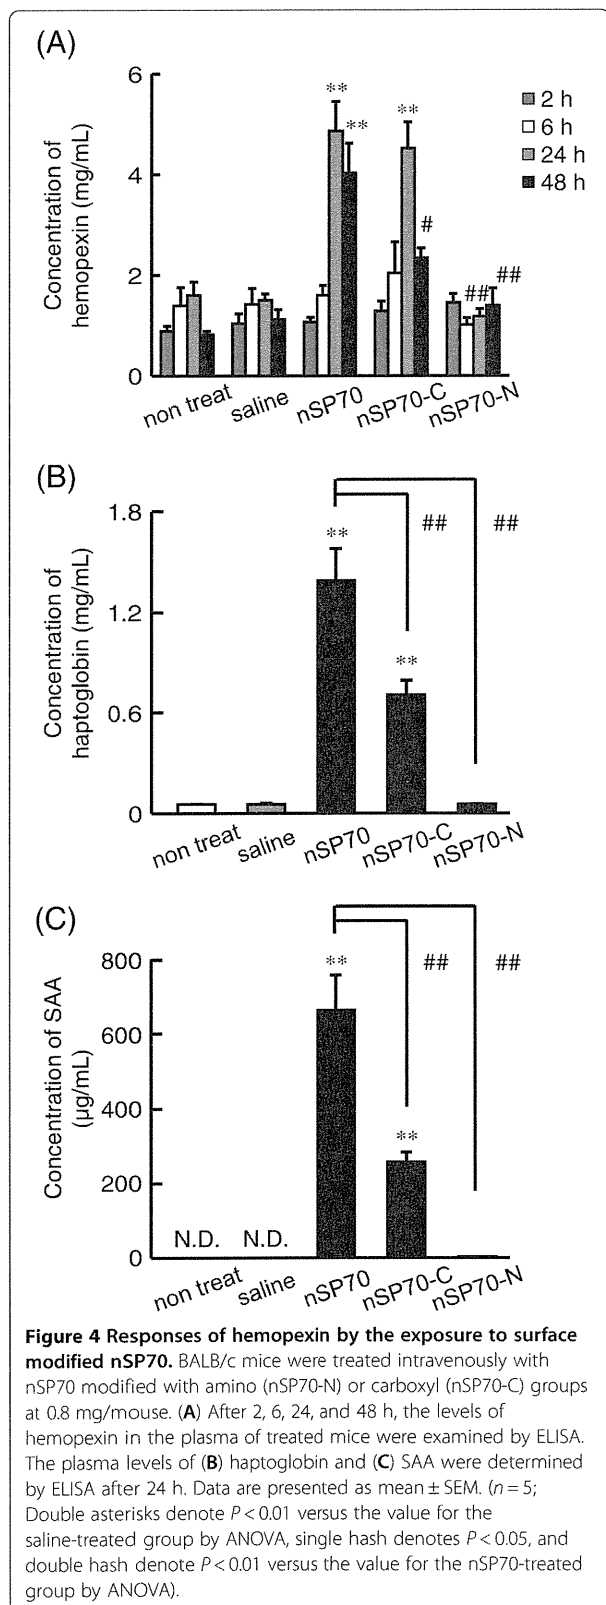 (A)
Concentration of
hemopexin (mg/mL)
6
4
2
0
**
**
**
#
##
##
2 h
6 h
24 h
48 h
non treat
saline
nSP70
nSP70-C
nSP70-N
(B)
Concentration of
haptoglobin (mg/mL)
1.8
1.2
0.6
0
**
**
##
##
non treat
saline
nSP70
nSP70-C
nSP70-N
(C)
Concentration of SAA
(μg/mL)
800
600
400
200
0
N.D.
N.D.
**
**
##
##
non treat
saline
nSP70
nSP70-C
nSP70-N
Figure 4 Responses of hemopexin by the exposure to surface
modified nSP70. BALB/c mice were treated intravenously with
nSP70 modified with amino (nSP70-N) or carboxyl (nSP70-C) groups
at 0.8 mg/mouse. (A) After 2, 6, 24, and 48 h, the levels of
hemopexin in the plasma of treated mice were examined by ELISA.
The plasma levels of (B) haptoglobin and (C) SAA were determined
by ELISA after 24 h. Data are presented as mean ± SEM. (n = 5;
Double asterisks denote P < 0.01 versus the value for the
saline-treated group by ANOVA, single hash denotes P < 0.05, and
double hash denote P < 0.01 versus the value for the nSP70-treated
group by ANOVA).